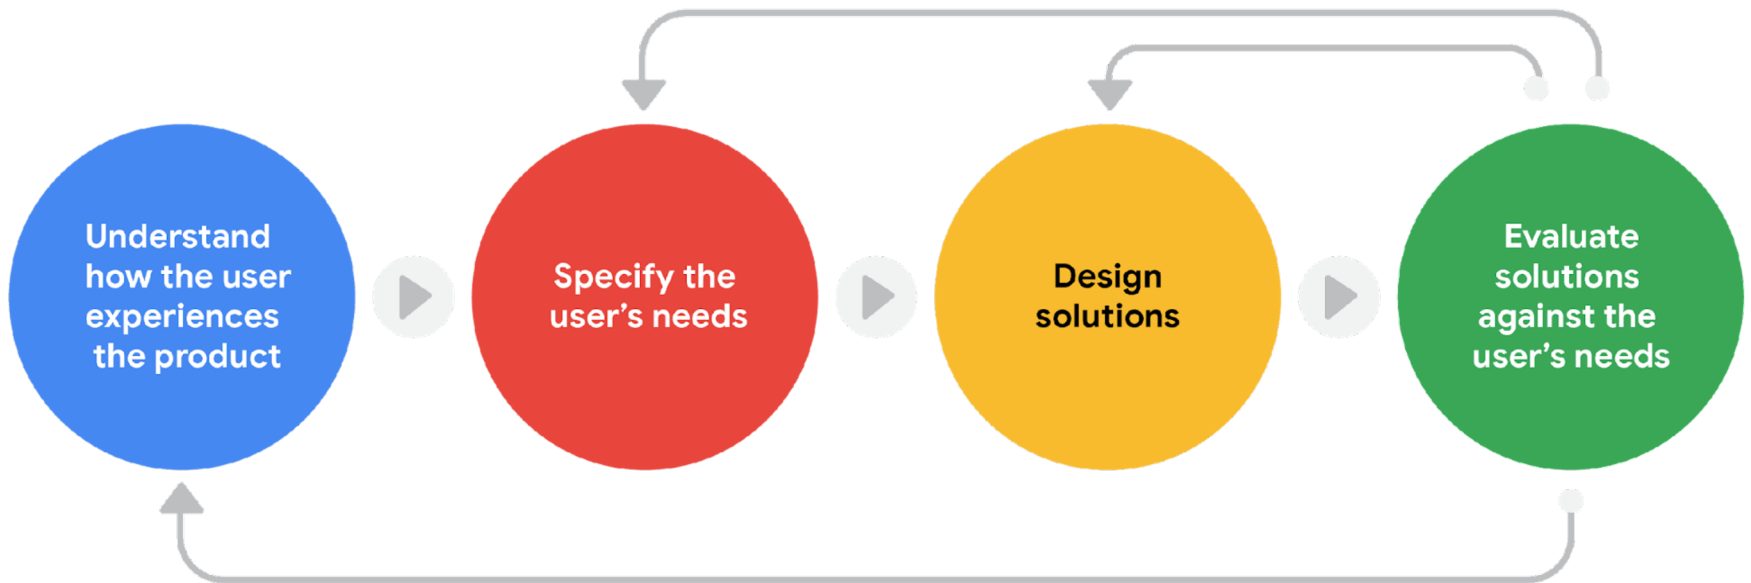 Understand
how the user
experiences
the product
Specify the
user’s needs
Design
solutions
Evaluate
solutions
against the
user’s needs